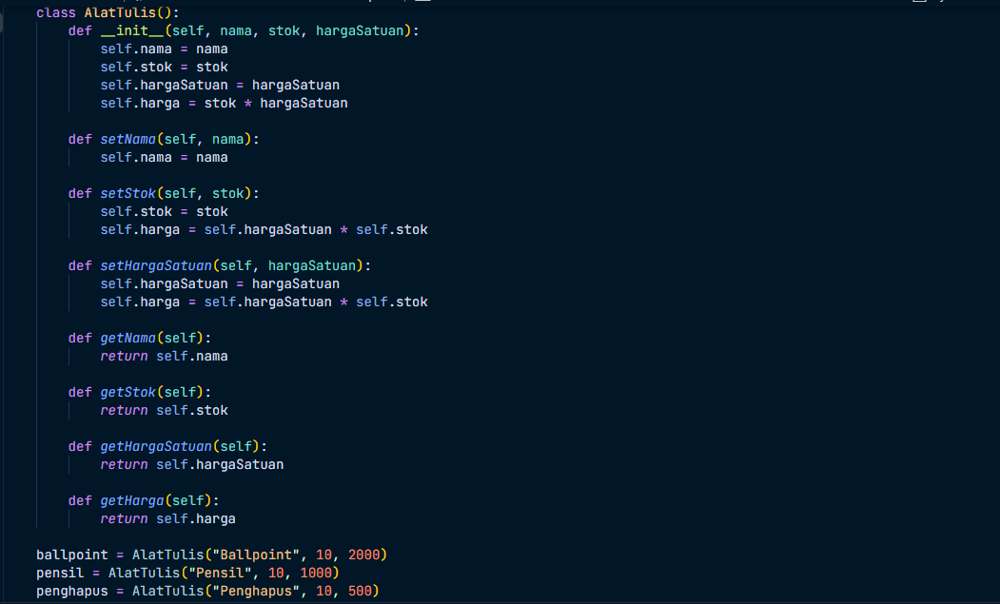 class AlatTulis():
    def __init__(self, nama, stok, hargaSatuan):
        self.nama = nama
        self.stok = stok
        self.hargaSatuan = hargaSatuan
        self.harga = stok * hargaSatuan

    def setNama(self, nama):
        self.nama = nama

    def setStok(self, stok):
        self.stok = stok
        self.harga = self.hargaSatuan * self.stok

    def setHargaSatuan(self, hargaSatuan):
        self.hargaSatuan = hargaSatuan
        self.harga = self.hargaSatuan * self.stok

    def getNama(self):
        return self.nama

    def getStok(self):
        return self.stok

    def getHargaSatuan(self):
        return self.hargaSatuan

    def getHarga(self):
        return self.harga

ballpoint = AlatTulis("Ballpoint", 10, 2000)
pensil = AlatTulis("Pensil", 10, 1000)
penghapus = AlatTulis("Penghapus", 10, 500)